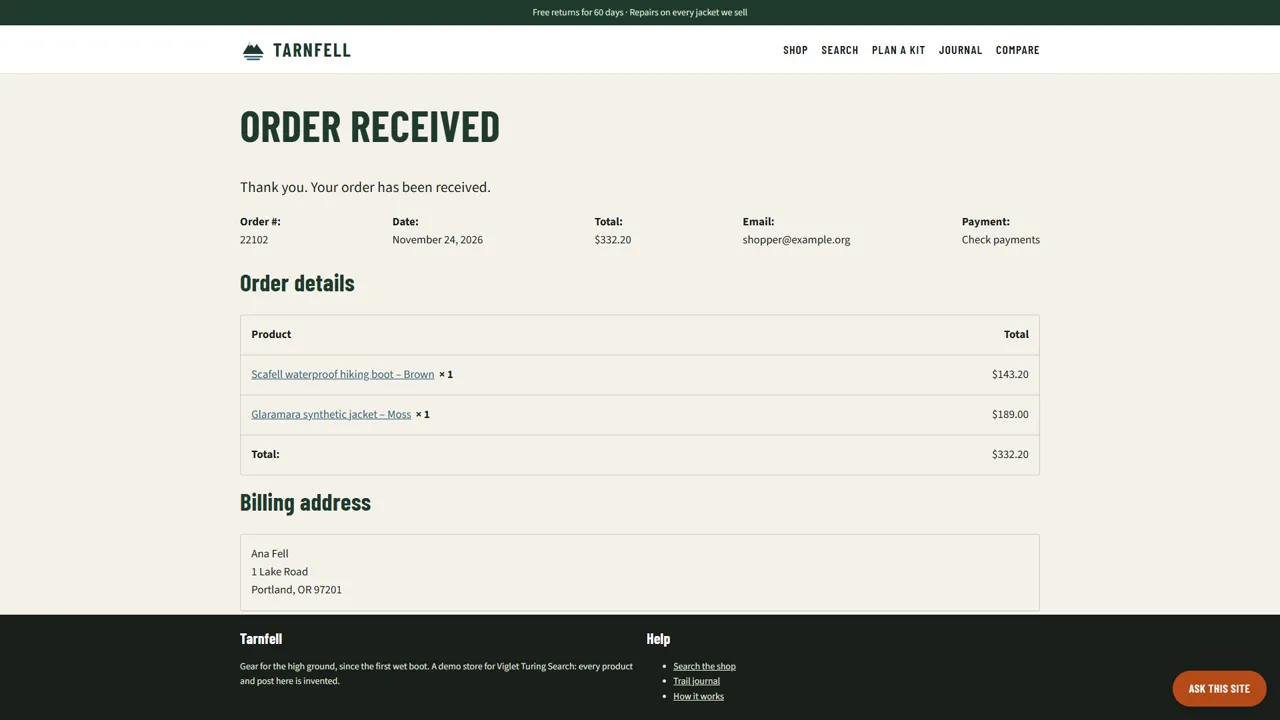 Free returns for 60 days · Repairs on every jacket we sell
TARNFELL
SHOP SEARCH PLAN A KIT JOURNAL COMPARE
ORDER RECEIVED
Thank you. Your order has been received.
Order #: Date: Total: Email: Payment:
22102 November 24, 2026 $332.20 shopper@example.org Check payments
Order details
Product Total
Scafell waterproof hiking boot – Brown × 1 $143.20
Glaramara synthetic jacket – Moss × 1 $189.00
Total: $332.20
Billing address
Ana Fell
1 Lake Road
Portland, OR 97201
Tarnfell
Gear for the high ground, since the first wet boot. A demo store for Viglet Turing Search: every product
and post here is invented.
Help
Search the shop
Trail journal
How it works
ASK THIS SITE